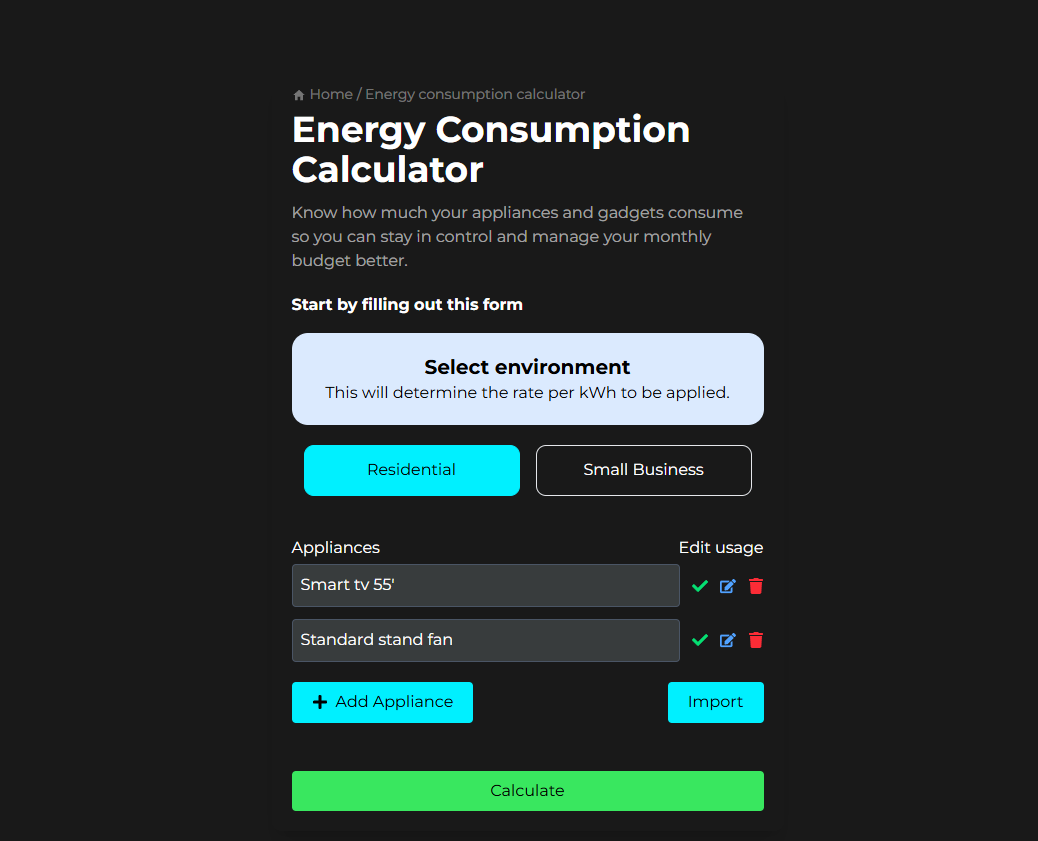 Home / Energy consumption calculator
Energy Consumption
Calculator
Know how much your appliances and gadgets consume
so you can stay in control and manage your monthly
budget better.
Start by filling out this form
Select environment
This will determine the rate per kWh to be applied.
Residential
Small Business
Appliances
Edit usage
Smart tv 55'
Standard stand fan
Add Appliance
Import
Calculate